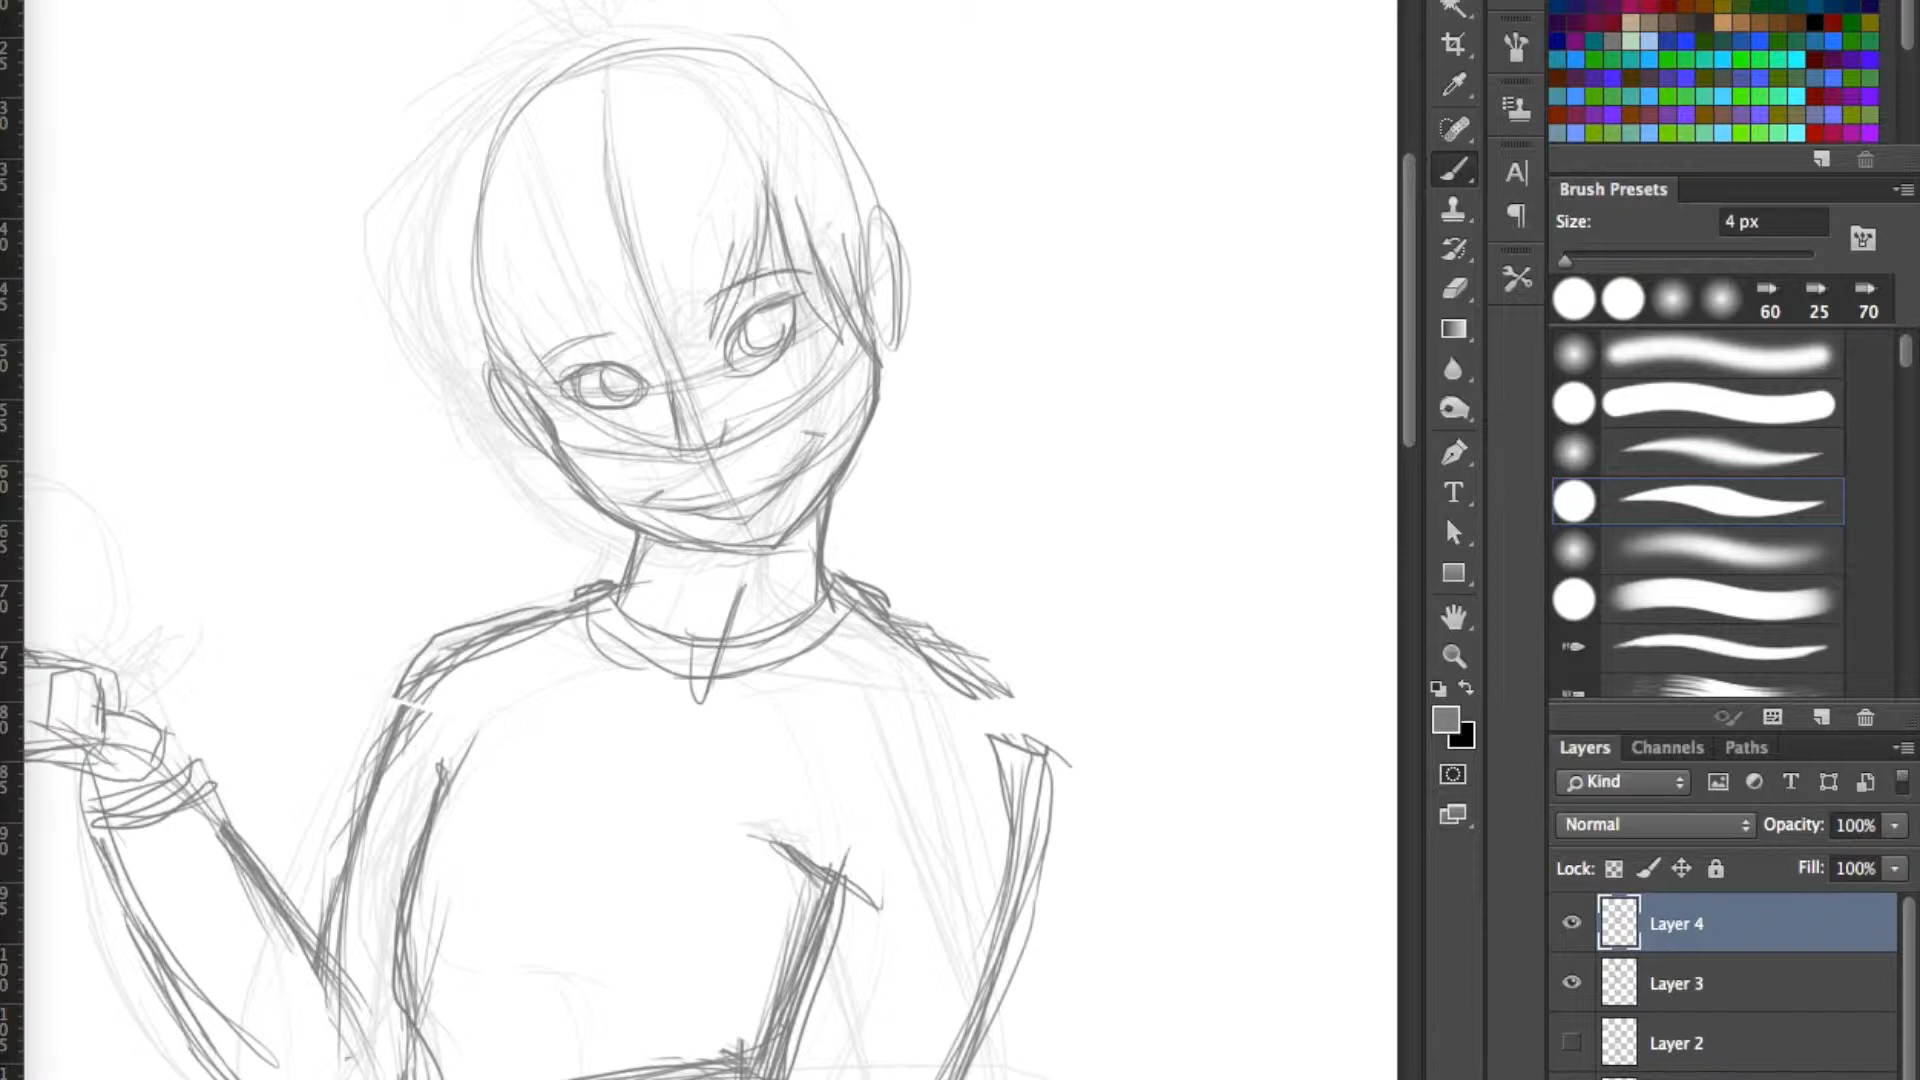 Brush Presets
Size: 4 px
60 25 70
Layers Channels Paths
Kind
Normal Opacity: 100%
Lock: Fill: 100%
Layer 4
Layer 3
Layer 2